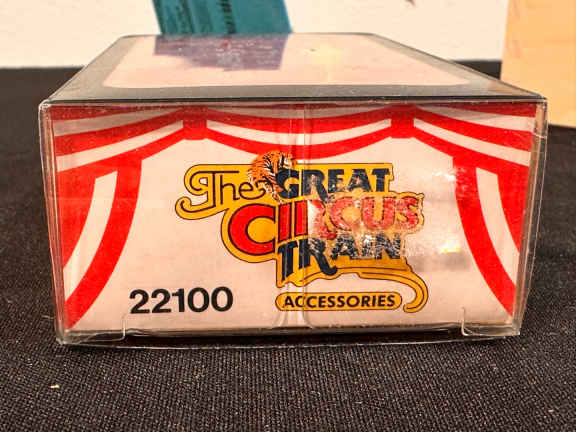 The GREAT
CIRCUS
TRAIN
22100
ACCESSORIES